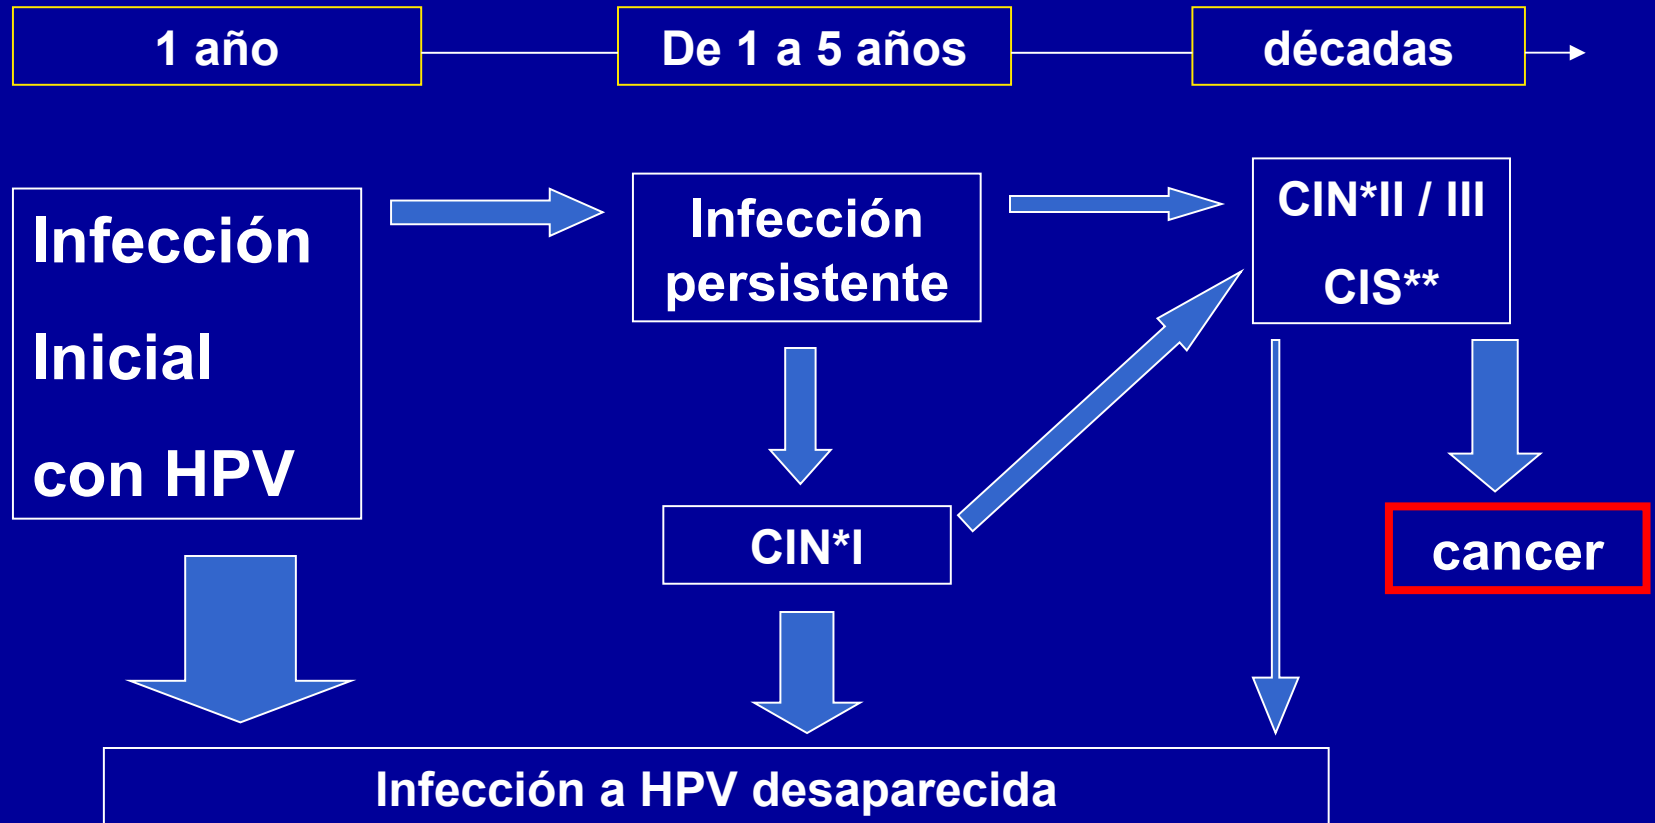 1 año
De 1 a 5 años
décadas
Infección
Inicial
con HPV
Infección
persistente
CIN*II / III
CIS**
CIN*I
cancer
Infección a HPV desaparecida